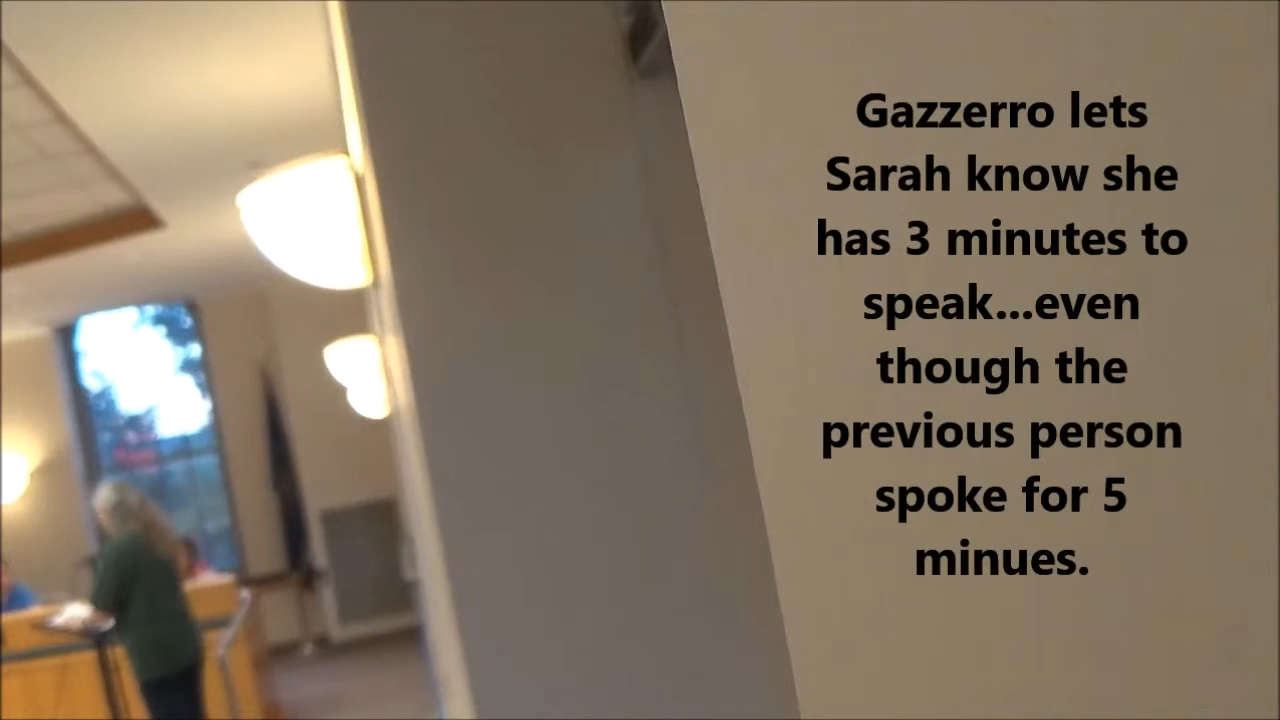 Gazzerro lets
Sarah know she
has 3 minutes to
speak...even
though the
previous person
spoke for 5
minues.